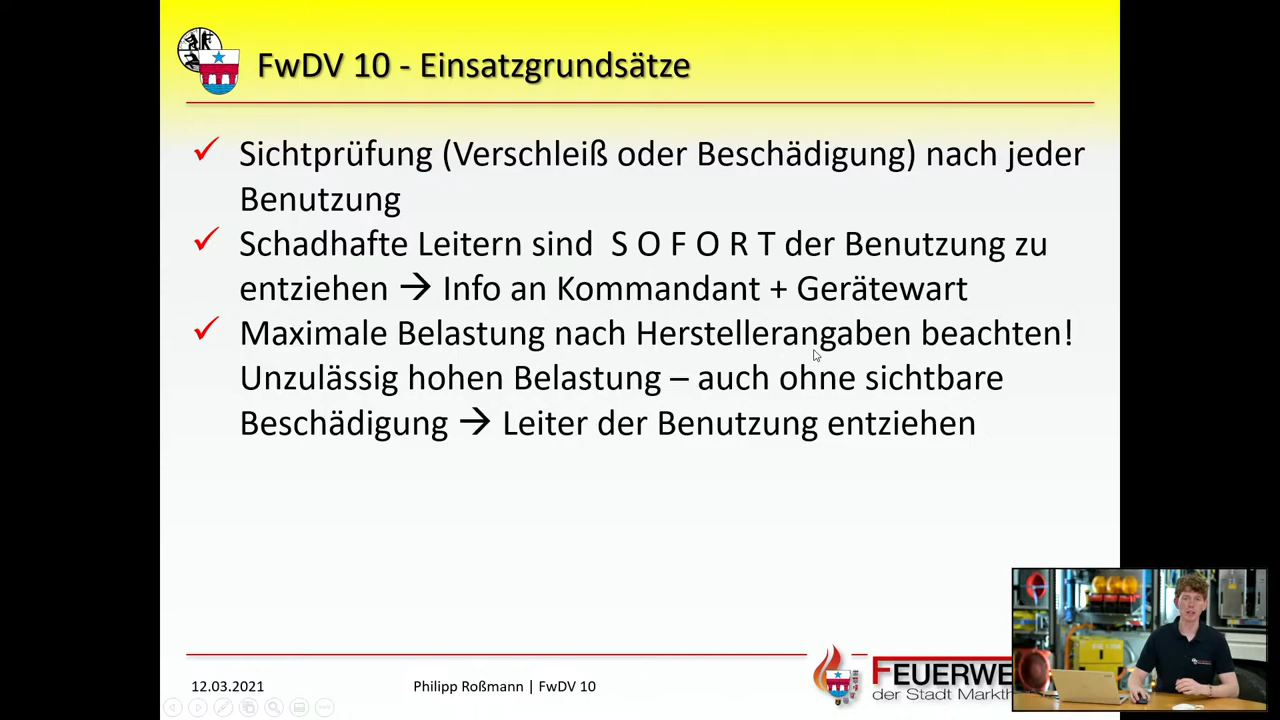 FwDV 10 - Einsatzgrundsätze
✓ Sichtprüfung (Verschleiß oder Beschädigung) nach jeder
Benutzung
✓ Schadhafte Leitern sind S O F O R T der Benutzung zu
entziehen → Info an Kommandant + Gerätewart
✓ Maximale Belastung nach Herstellerangaben beachten!
Unzulässig hohen Belastung – auch ohne sichtbare
Beschädigung → Leiter der Benutzung entziehen
12.03.2021
Philipp Roßmann | FwDV 10
FEUERWE
der Stadt Markth